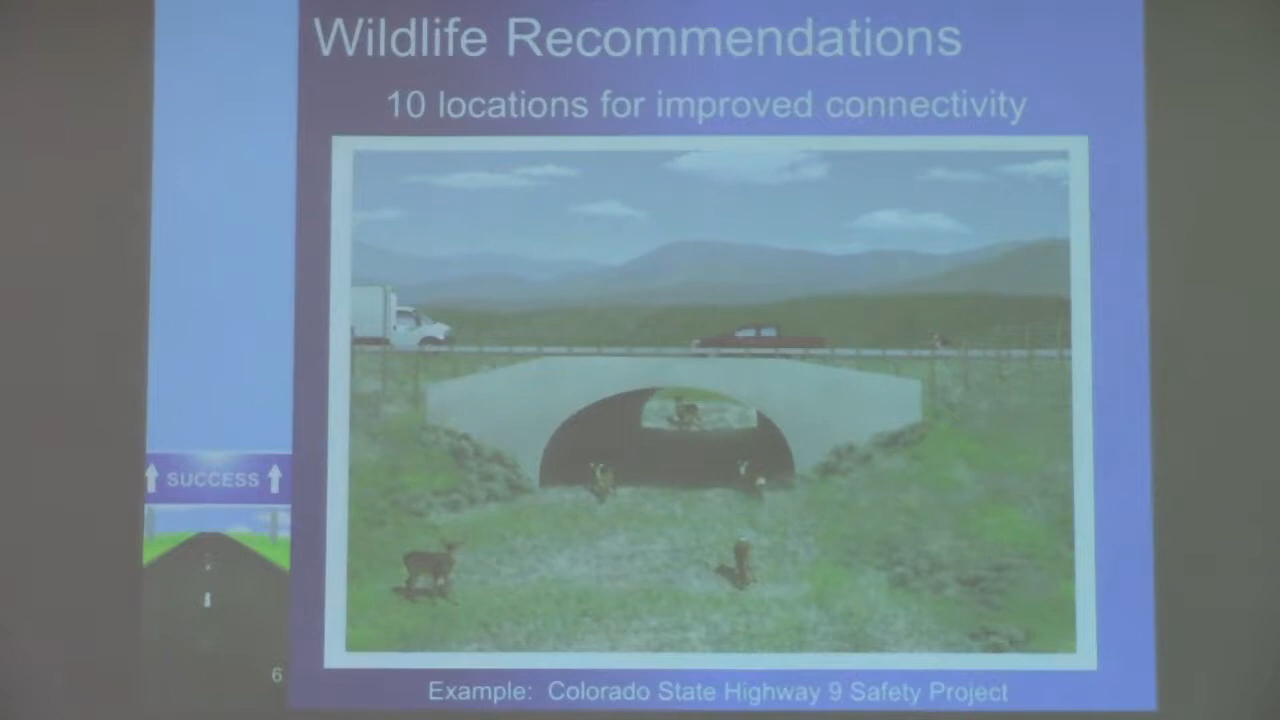 Wildlife Recommendations
10 locations for improved connectivity
SUCCESS
6
Example: Colorado State Highway 9 Safety Project